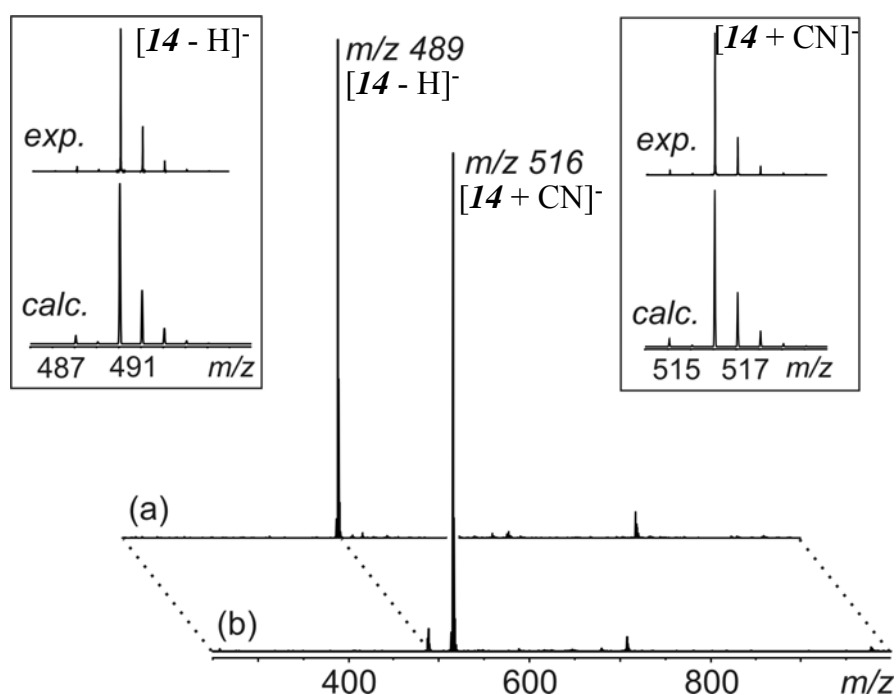 [14 - H]-
exp.
calc.
487 491 m/z
m/z 489
[14 - H]-
m/z 516
[14 + CN]-
[14 + CN]-
exp.
calc.
515 517 m/z
(a)
(b)
400 600 800 m/z